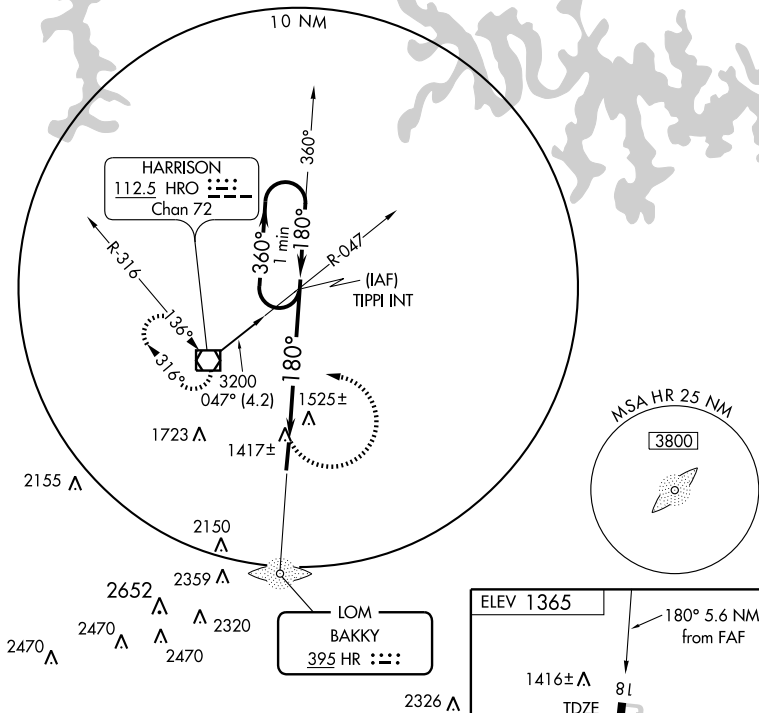 10 NM
360°
HARRISON
112.5 HRO
Chan 72
R-316
136°
316°
360°
1 min
180°
R-047
(IAF)
TIPPI INT
180°
3200
047° (4.2)
1525±
1723
1417±
2155
2150
2359
2652
2320
2470
2470
2470
LOM
BAKKY
395 HR
2326
MSA HR 25 NM
3800
ELEV 1365
180° 5.6 NM
from FAF
1416±
18
TDZE